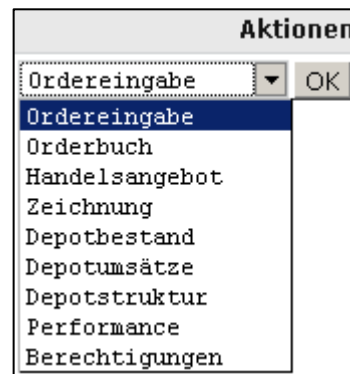 Aktionen
Ordereingabe OK
Ordereingabe
Orderbuch
Handelsangebot
Zeichnung
Depotbestand
Depotumsätze
Depotstruktur
Performance
Berechtigungen